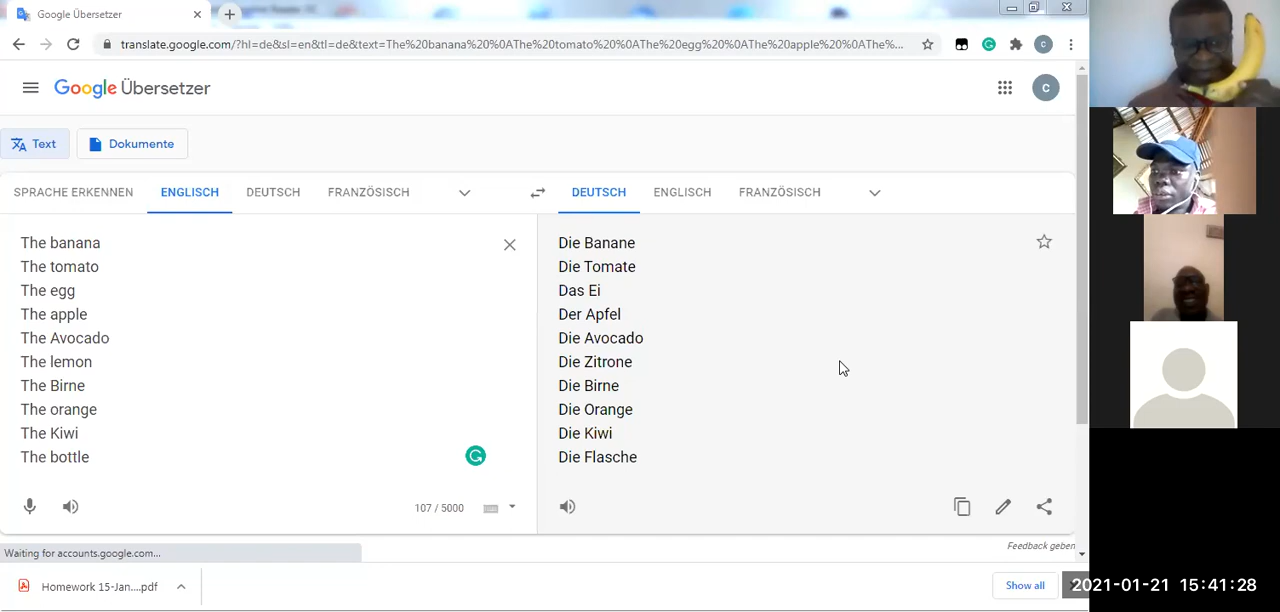 Google Übersetzer
translate.google.com/?hl=de&sl=en&tl=de&text=The%20banana%20%0AThe%20tomato%20%0AThe%20egg%20%0AThe%20apple%20%0AThe%...
C
Google Übersetzer
C
Text
Dokumente
SPRACHE ERKENNEN ENGLISCH DEUTSCH FRANZÖSISCH
DEUTSCH ENGLISCH FRANZÖSISCH
The banana
The tomato
The egg
The apple
The Avocado
The lemon
The Birne
The orange
The Kiwi
The bottle
107 / 5000
Die Banane
Die Tomate
Das Ei
Der Apfel
Die Avocado
Die Zitrone
Die Birne
Die Orange
Die Kiwi
Die Flasche
Feedback geben
Waiting for accounts.google.com...
Homework 15-Jan....pdf
Show all
2021-01-21 15:41:28